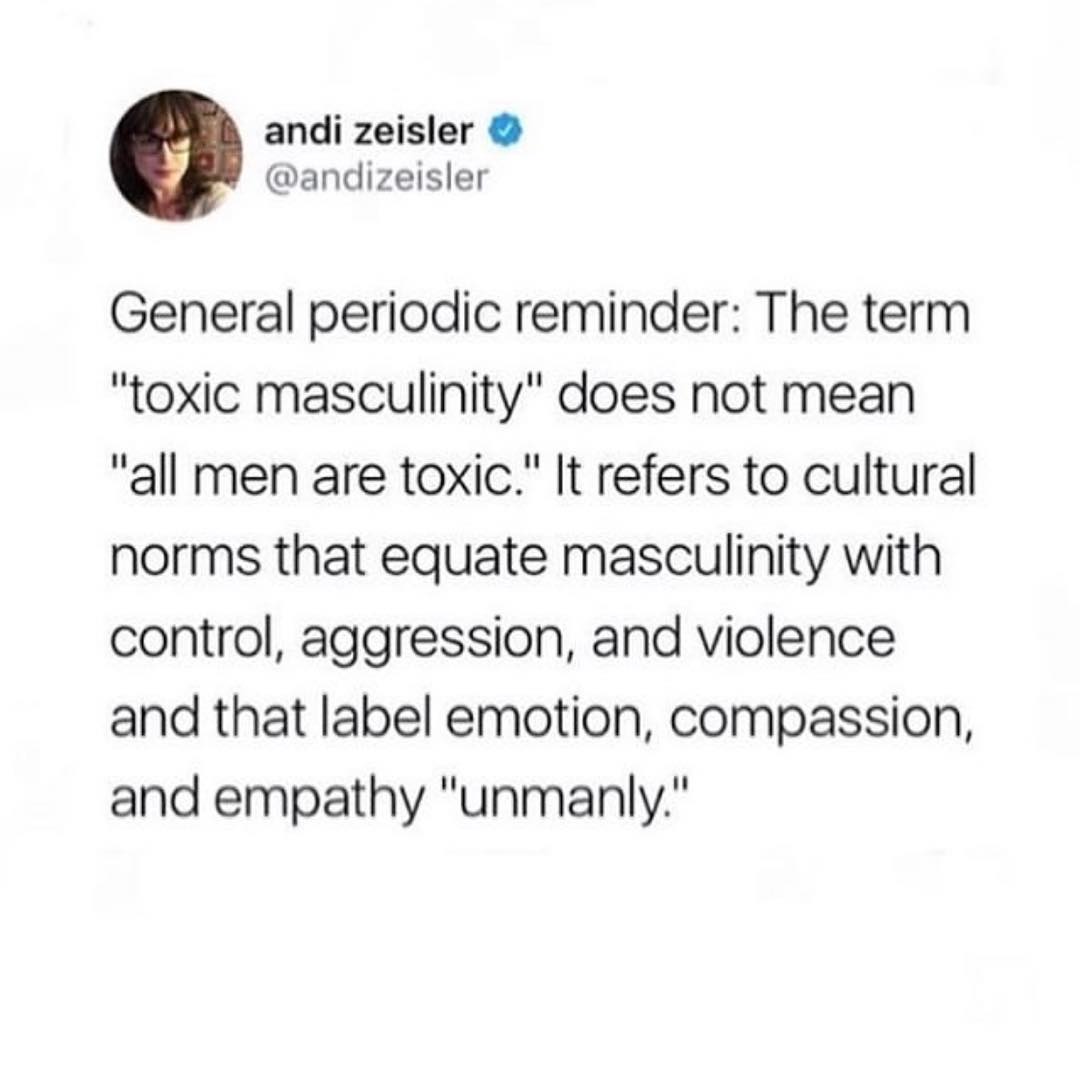 andi zeisler
@andizeisler
General periodic reminder: The term
"toxic masculinity" does not mean
"all men are toxic." It refers to cultural
norms that equate masculinity with
control, aggression, and violence
and that label emotion, compassion,
and empathy "unmanly."